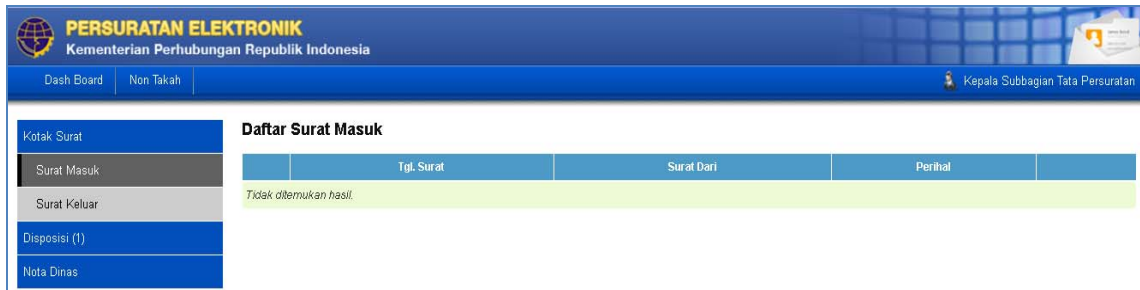 PERSURATAN ELEKTRONIK
Kementerian Perhubungan Republik Indonesia
Dash Board Non Takah Kepala Subbagian Tata Persuratan
Kotak Surat
Surat Masuk
Surat Keluar
Disposisi (1)
Nota Dinas
Daftar Surat Masuk
Tgl. Surat Surat Dari Perihal
Tidak ditemukan hasil.